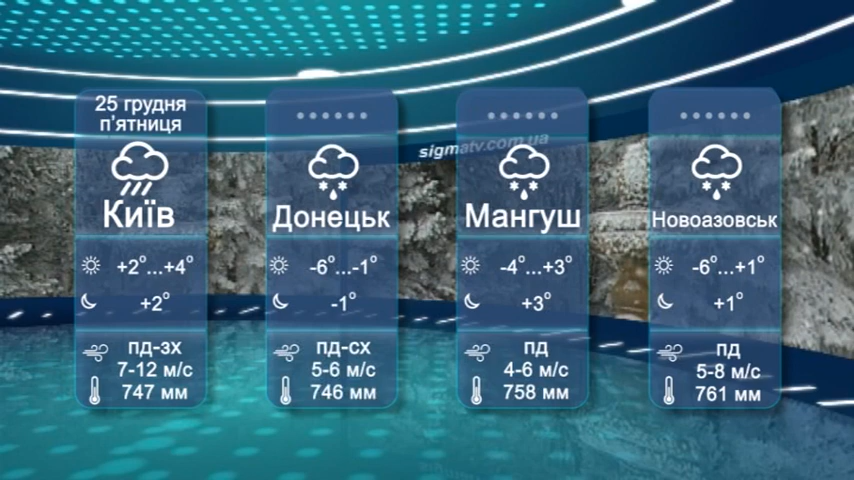 25 грудня
п'ятниця
Київ
+2°...+4°
+2°
пд-зх
7-12 м/с
747 мм
Донецьк
-6°...-1°
-1°
пд-сх
5-6 м/с
746 мм
sigmatv.com.ua
Мангуш
-4°...+3°
+3°
пд
4-6 м/с
758 мм
Новоазовськ
-6°...+1°
+1°
пд
5-8 м/с
761 мм